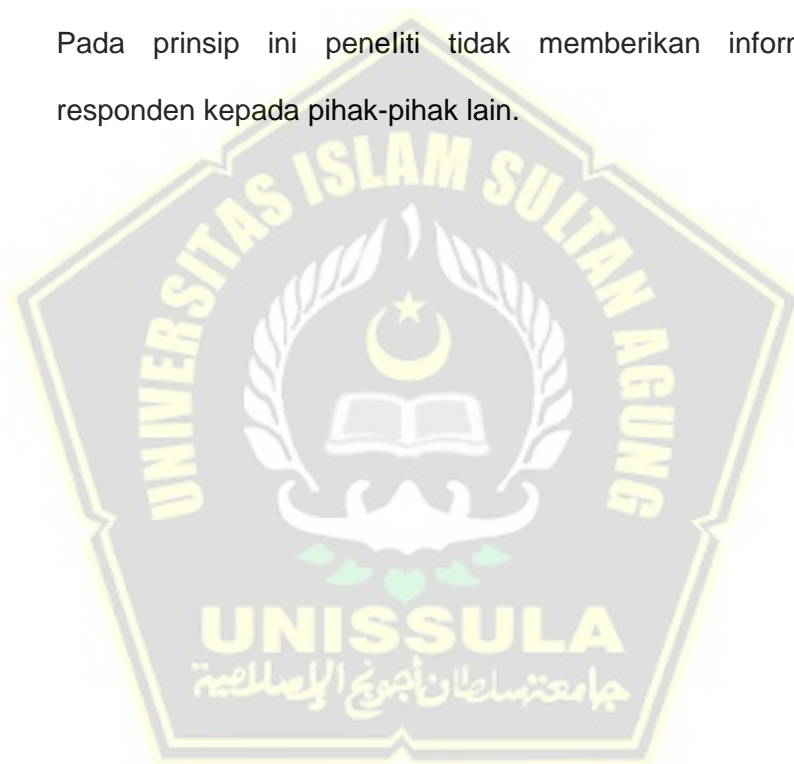 Pada prinsip ini peneliti tidak memberikan inforr
responden kepada pihak-pihak lain.
UNIVERSITAS ISLAM SULTAN AGUNG
UNISSULA
جامعة سلطان أجونج الإسلامية